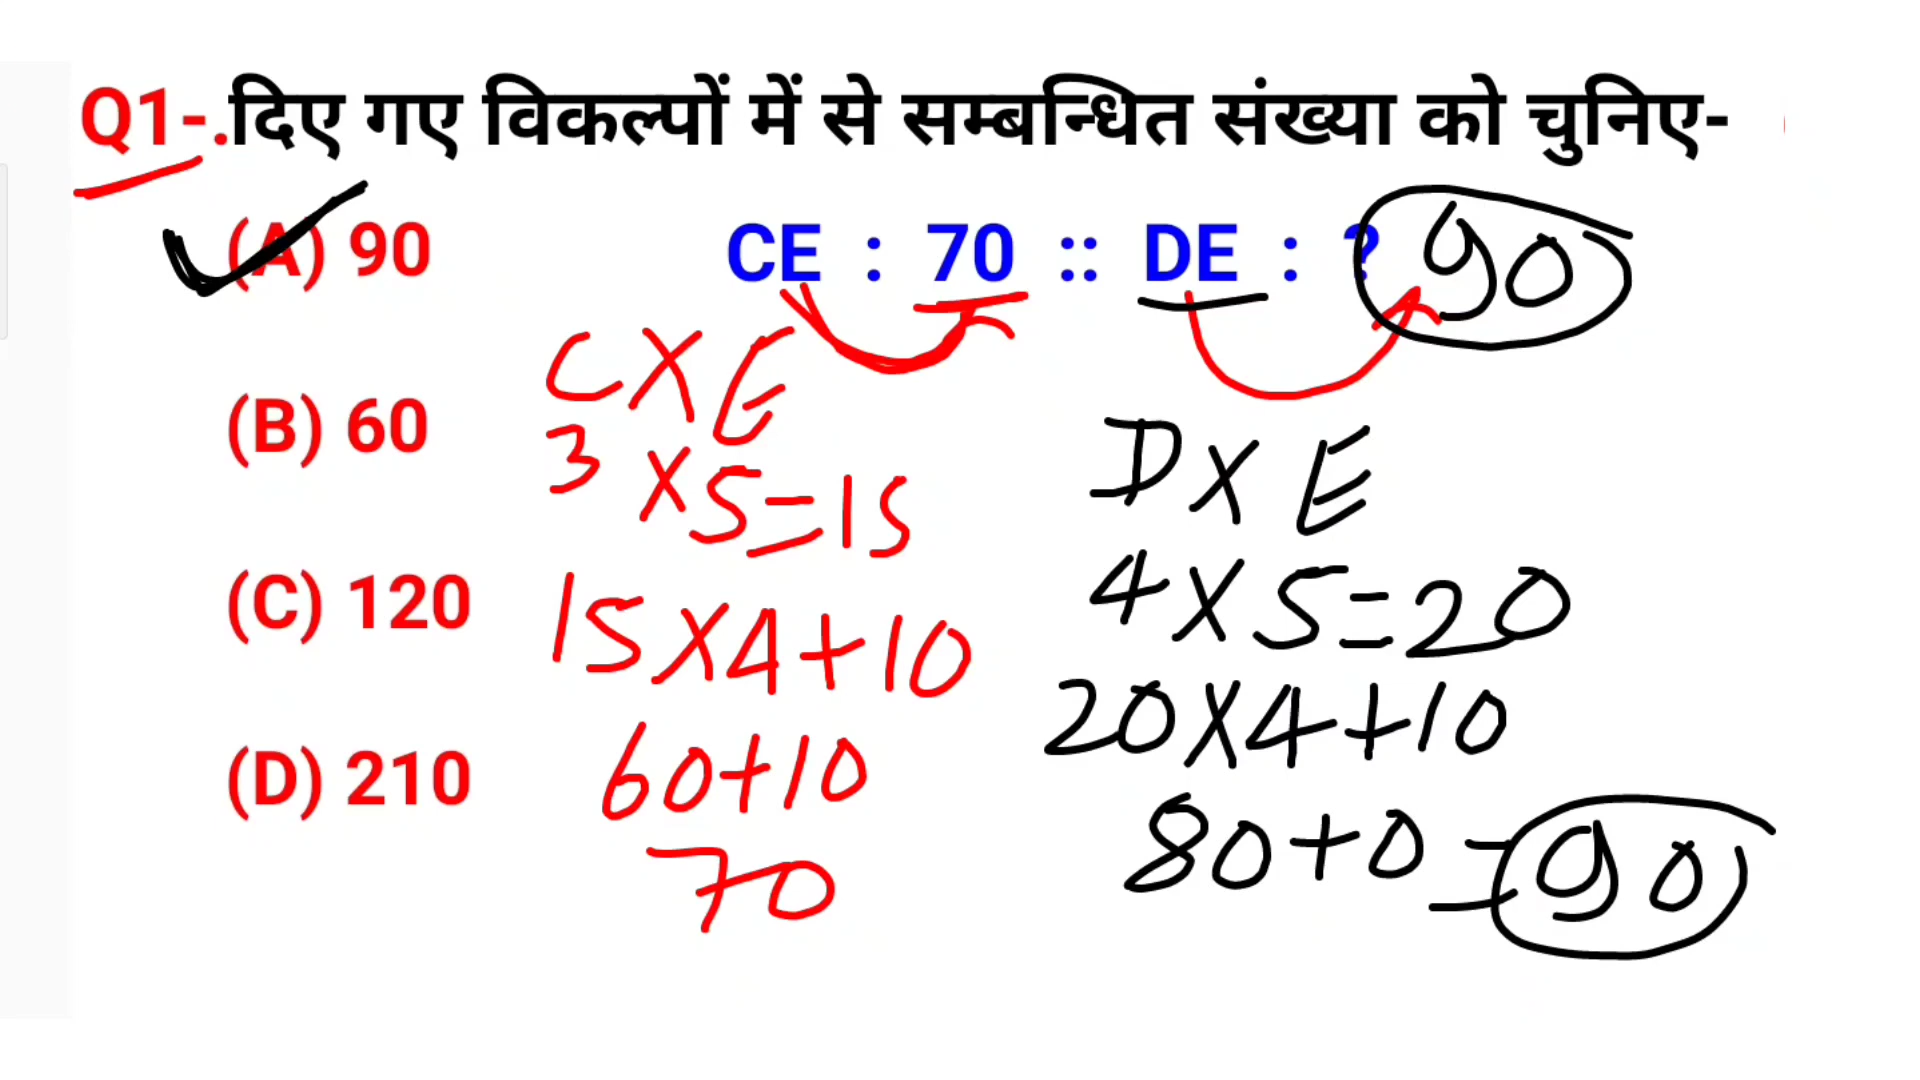 Q1-.दिए गए विकल्पों में से सम्बन्धित संख्या को चुनिए-
(A) 90
CE : 70 :: DE : ? 90
(B) 60
(C) 120
(D) 210
C X E
3 X 5 = 15
15 X 4 + 10
60 + 10
70
D X E
4 X 5 = 20
20 X 4 + 10
80 + 0 = 90